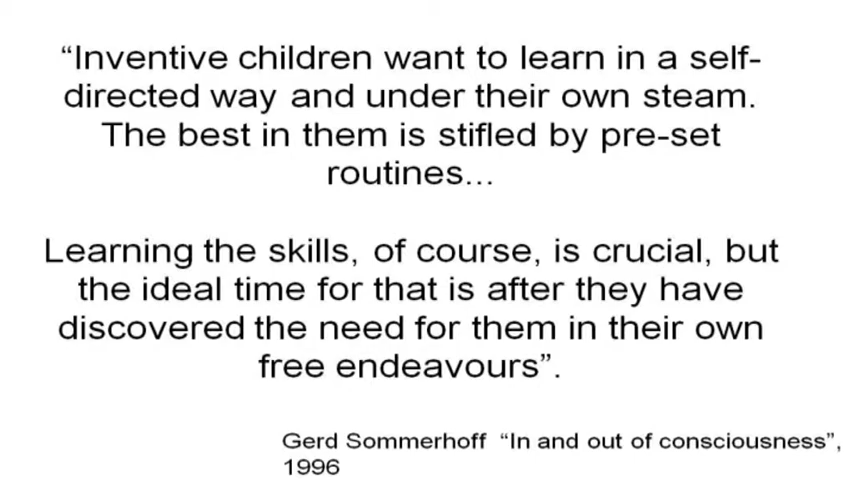 “Inventive children want to learn in a self-
directed way and under their own steam.
The best in them is stifled by pre-set
routines...
Learning the skills, of course, is crucial, but
the ideal time for that is after they have
discovered the need for them in their own
free endeavours”.
Gerd Sommerhoff “In and out of consciousness”,
1996